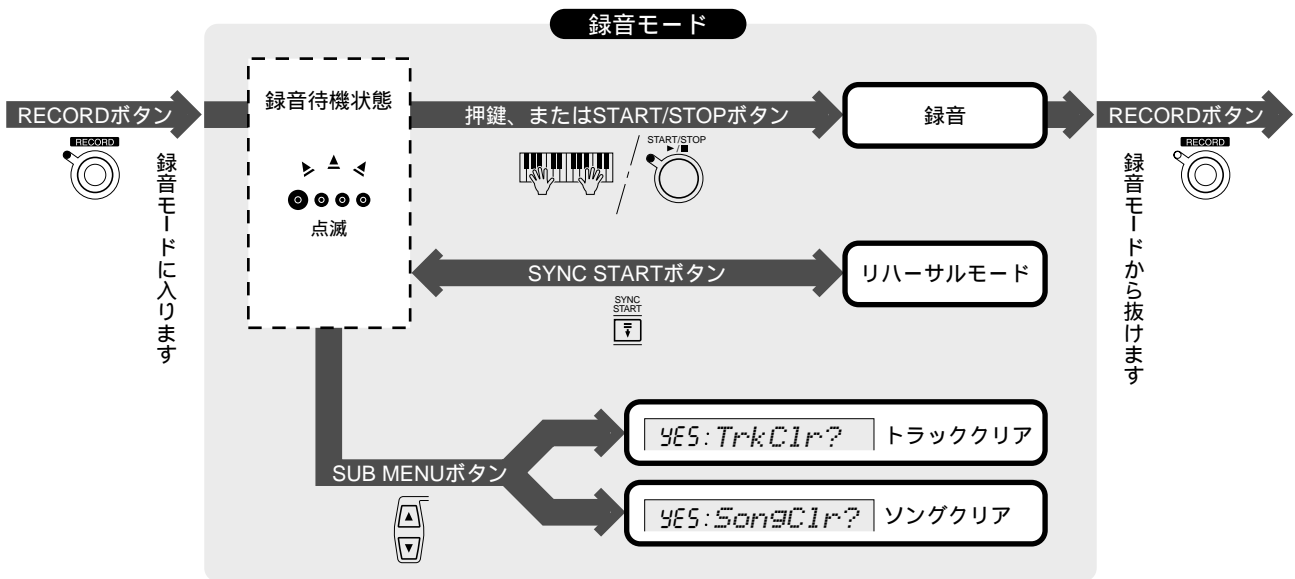 録音モード
RECORDボタン
RECORD
録音モードに入ります
録音待機状態
点滅
押鍵、またはSTART/STOPボタン
START/STOP
録音
RECORDボタン
RECORD
録音モードから抜けます
SYNC STARTボタン
SYNC
START
リハーサルモード
SUB MENUボタン
YES:TrkClr?
トラッククリア
YES:SongClr?
ソングクリア